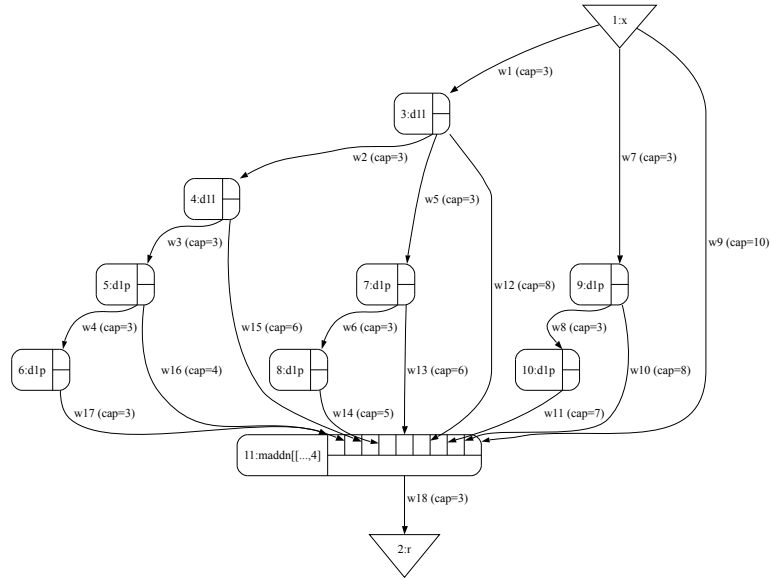 1:x
w1 (cap=3)
3:d1l
w2 (cap=3)
w7 (cap=3)
4:d1l
w5 (cap=3)
w3 (cap=3)
w9 (cap=10)
5:d1p
7:d1p
w12 (cap=8)
9:d1p
w4 (cap=3)
w15 (cap=6)
w6 (cap=3)
w8 (cap=3)
6:d1p
w16 (cap=4)
8:d1p
w13 (cap=6)
10:d1p
w10 (cap=8)
w17 (cap=3)
w14 (cap=5)
w11 (cap=7)
11:maddn[[...,4]
w18 (cap=3)
2:r